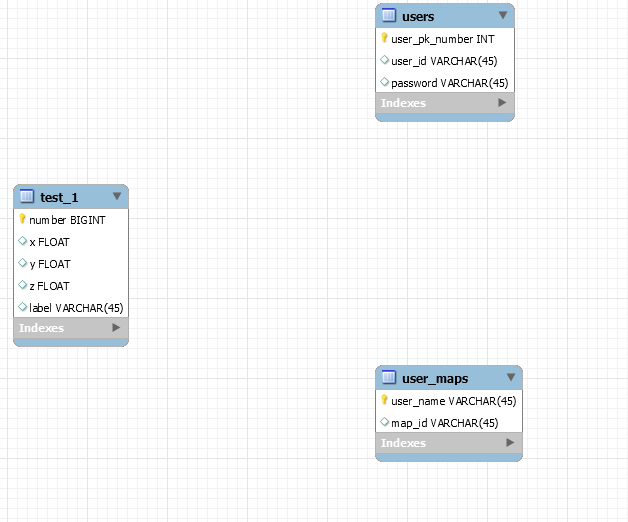 users
user_pk_number INT
user_id VARCHAR(45)
password VARCHAR(45)
Indexes
test_1
number BIGINT
x FLOAT
y FLOAT
z FLOAT
label VARCHAR(45)
Indexes
user_maps
user_name VARCHAR(45)
map_id VARCHAR(45)
Indexes